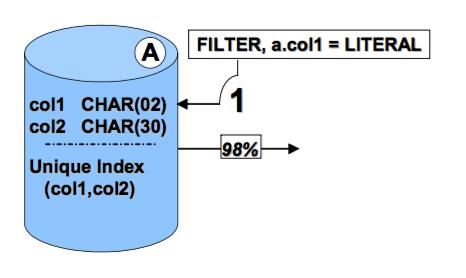 A
FILTER, a.col1 = LITERAL
1
col1 CHAR(02)
col2 CHAR(30)
98%
Unique Index
(col1,col2)